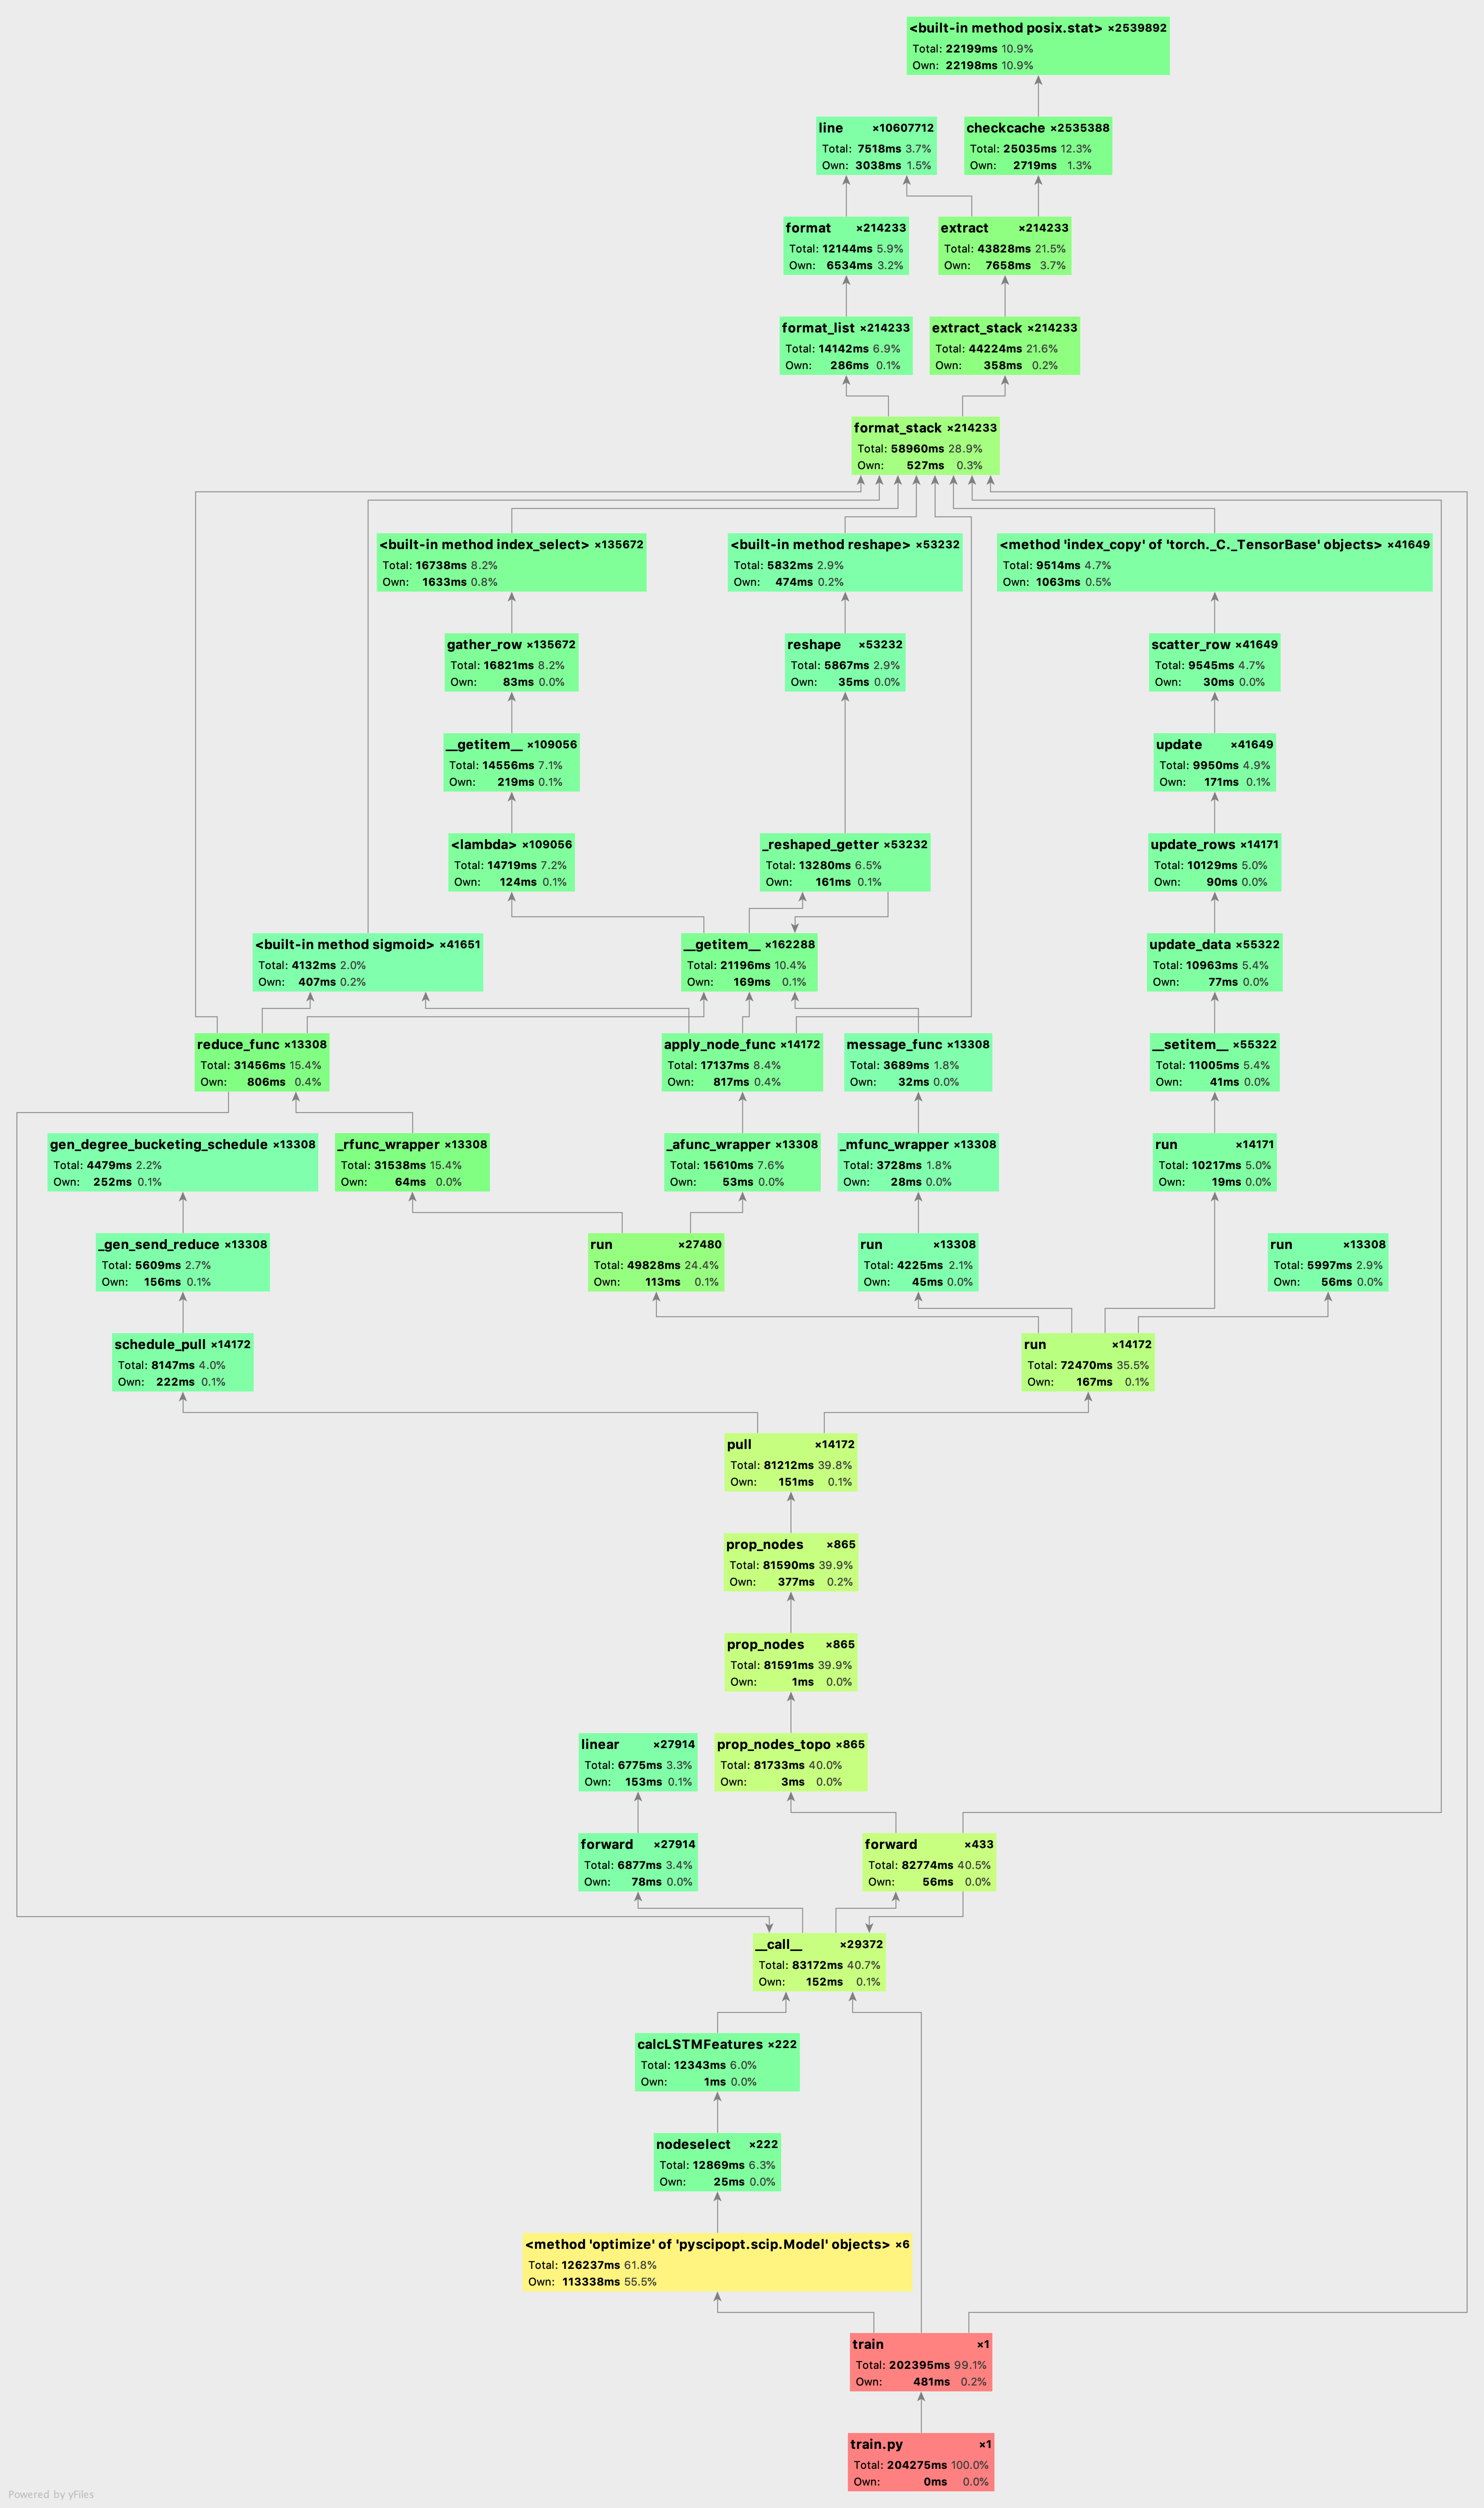 <built-in method posix.stat> ×2539892
Total: 22199ms 10.9%
Own: 22198ms 10.9%
line ×10607712
Total: 7518ms 3.7%
Own: 3038ms 1.5%
checkcache ×2535388
Total: 25035ms 12.3%
Own: 2719ms 1.3%
format ×214233
Total: 12144ms 5.9%
Own: 6534ms 3.2%
extract ×214233
Total: 43828ms 21.5%
Own: 7658ms 3.7%
format_list ×214233
Total: 14142ms 6.9%
Own: 286ms 0.1%
extract_stack ×214233
Total: 44224ms 21.6%
Own: 358ms 0.2%
format_stack ×214233
Total: 58960ms 28.9%
Own: 527ms 0.3%
<built-in method index_select> ×135672
Total: 16738ms 8.2%
Own: 1633ms 0.8%
<built-in method reshape> ×53232
Total: 5832ms 2.9%
Own: 474ms 0.2%
<method 'index_copy' of 'torch._C._TensorBase' objects> ×41649
Total: 9514ms 4.7%
Own: 1063ms 0.5%
gather_row ×135672
Total: 16821ms 8.2%
Own: 83ms 0.0%
reshape ×53232
Total: 5867ms 2.9%
Own: 35ms 0.0%
scatter_row ×41649
Total: 9545ms 4.7%
Own: 30ms 0.0%
__getitem__ ×109056
Total: 14556ms 7.1%
Own: 219ms 0.1%
update ×41649
Total: 9950ms 4.9%
Own: 171ms 0.1%
<lambda> ×109056
Total: 14719ms 7.2%
Own: 124ms 0.1%
_reshaped_getter ×53232
Total: 13280ms 6.5%
Own: 161ms 0.1%
update_rows ×14171
Total: 10129ms 5.0%
Own: 90ms 0.0%
<built-in method sigmoid> ×41651
Total: 4132ms 2.0%
Own: 407ms 0.2%
__getitem__ ×162288
Total: 21196ms 10.4%
Own: 169ms 0.1%
update_data ×55322
Total: 10963ms 5.4%
Own: 77ms 0.0%
reduce_func ×13308
Total: 31456ms 15.4%
Own: 806ms 0.4%
apply_node_func ×14172
Total: 17137ms 8.4%
Own: 817ms 0.4%
message_func ×13308
Total: 3689ms 1.8%
Own: 32ms 0.0%
__setitem__ ×55322
Total: 11005ms 5.4%
Own: 41ms 0.0%
gen_degree_bucketing_schedule ×13308
Total: 4479ms 2.2%
Own: 252ms 0.1%
_rfunc_wrapper ×13308
Total: 31538ms 15.4%
Own: 64ms 0.0%
_afunc_wrapper ×13308
Total: 15610ms 7.6%
Own: 53ms 0.0%
_mfunc_wrapper ×13308
Total: 3728ms 1.8%
Own: 28ms 0.0%
run ×14171
Total: 10217ms 5.0%
Own: 19ms 0.0%
_gen_send_reduce ×13308
Total: 5609ms 2.7%
Own: 156ms 0.1%
run ×27480
Total: 49828ms 24.4%
Own: 113ms 0.1%
run ×13308
Total: 4225ms 2.1%
Own: 45ms 0.0%
run ×13308
Total: 5997ms 2.9%
Own: 56ms 0.0%
schedule_pull ×14172
Total: 8147ms 4.0%
Own: 222ms 0.1%
run ×14172
Total: 72470ms 35.5%
Own: 167ms 0.1%
pull ×14172
Total: 81212ms 39.8%
Own: 151ms 0.1%
prop_nodes ×865
Total: 81590ms 39.9%
Own: 377ms 0.2%
prop_nodes ×865
Total: 81591ms 39.9%
Own: 1ms 0.0%
linear ×27914
Total: 6775ms 3.3%
Own: 153ms 0.1%
prop_nodes_topo ×865
Total: 81733ms 40.0%
Own: 3ms 0.0%
forward ×27914
Total: 6877ms 3.4%
Own: 78ms 0.0%
forward ×433
Total: 82774ms 40.5%
Own: 56ms 0.0%
__call__ ×29372
Total: 83172ms 40.7%
Own: 152ms 0.1%
calcLSTMFeatures ×222
Total: 12343ms 6.0%
Own: 1ms 0.0%
nodeselect ×222
Total: 12869ms 6.3%
Own: 25ms 0.0%
<method 'optimize' of 'pyscipopt.scip.Model' objects> ×6
Total: 126237ms 61.8%
Own: 113338ms 55.5%
train ×1
Total: 202395ms 99.1%
Own: 481ms 0.2%
train.py ×1
Total: 204275ms 100.0%
Own: 0ms 0.0%
Powered by yFiles